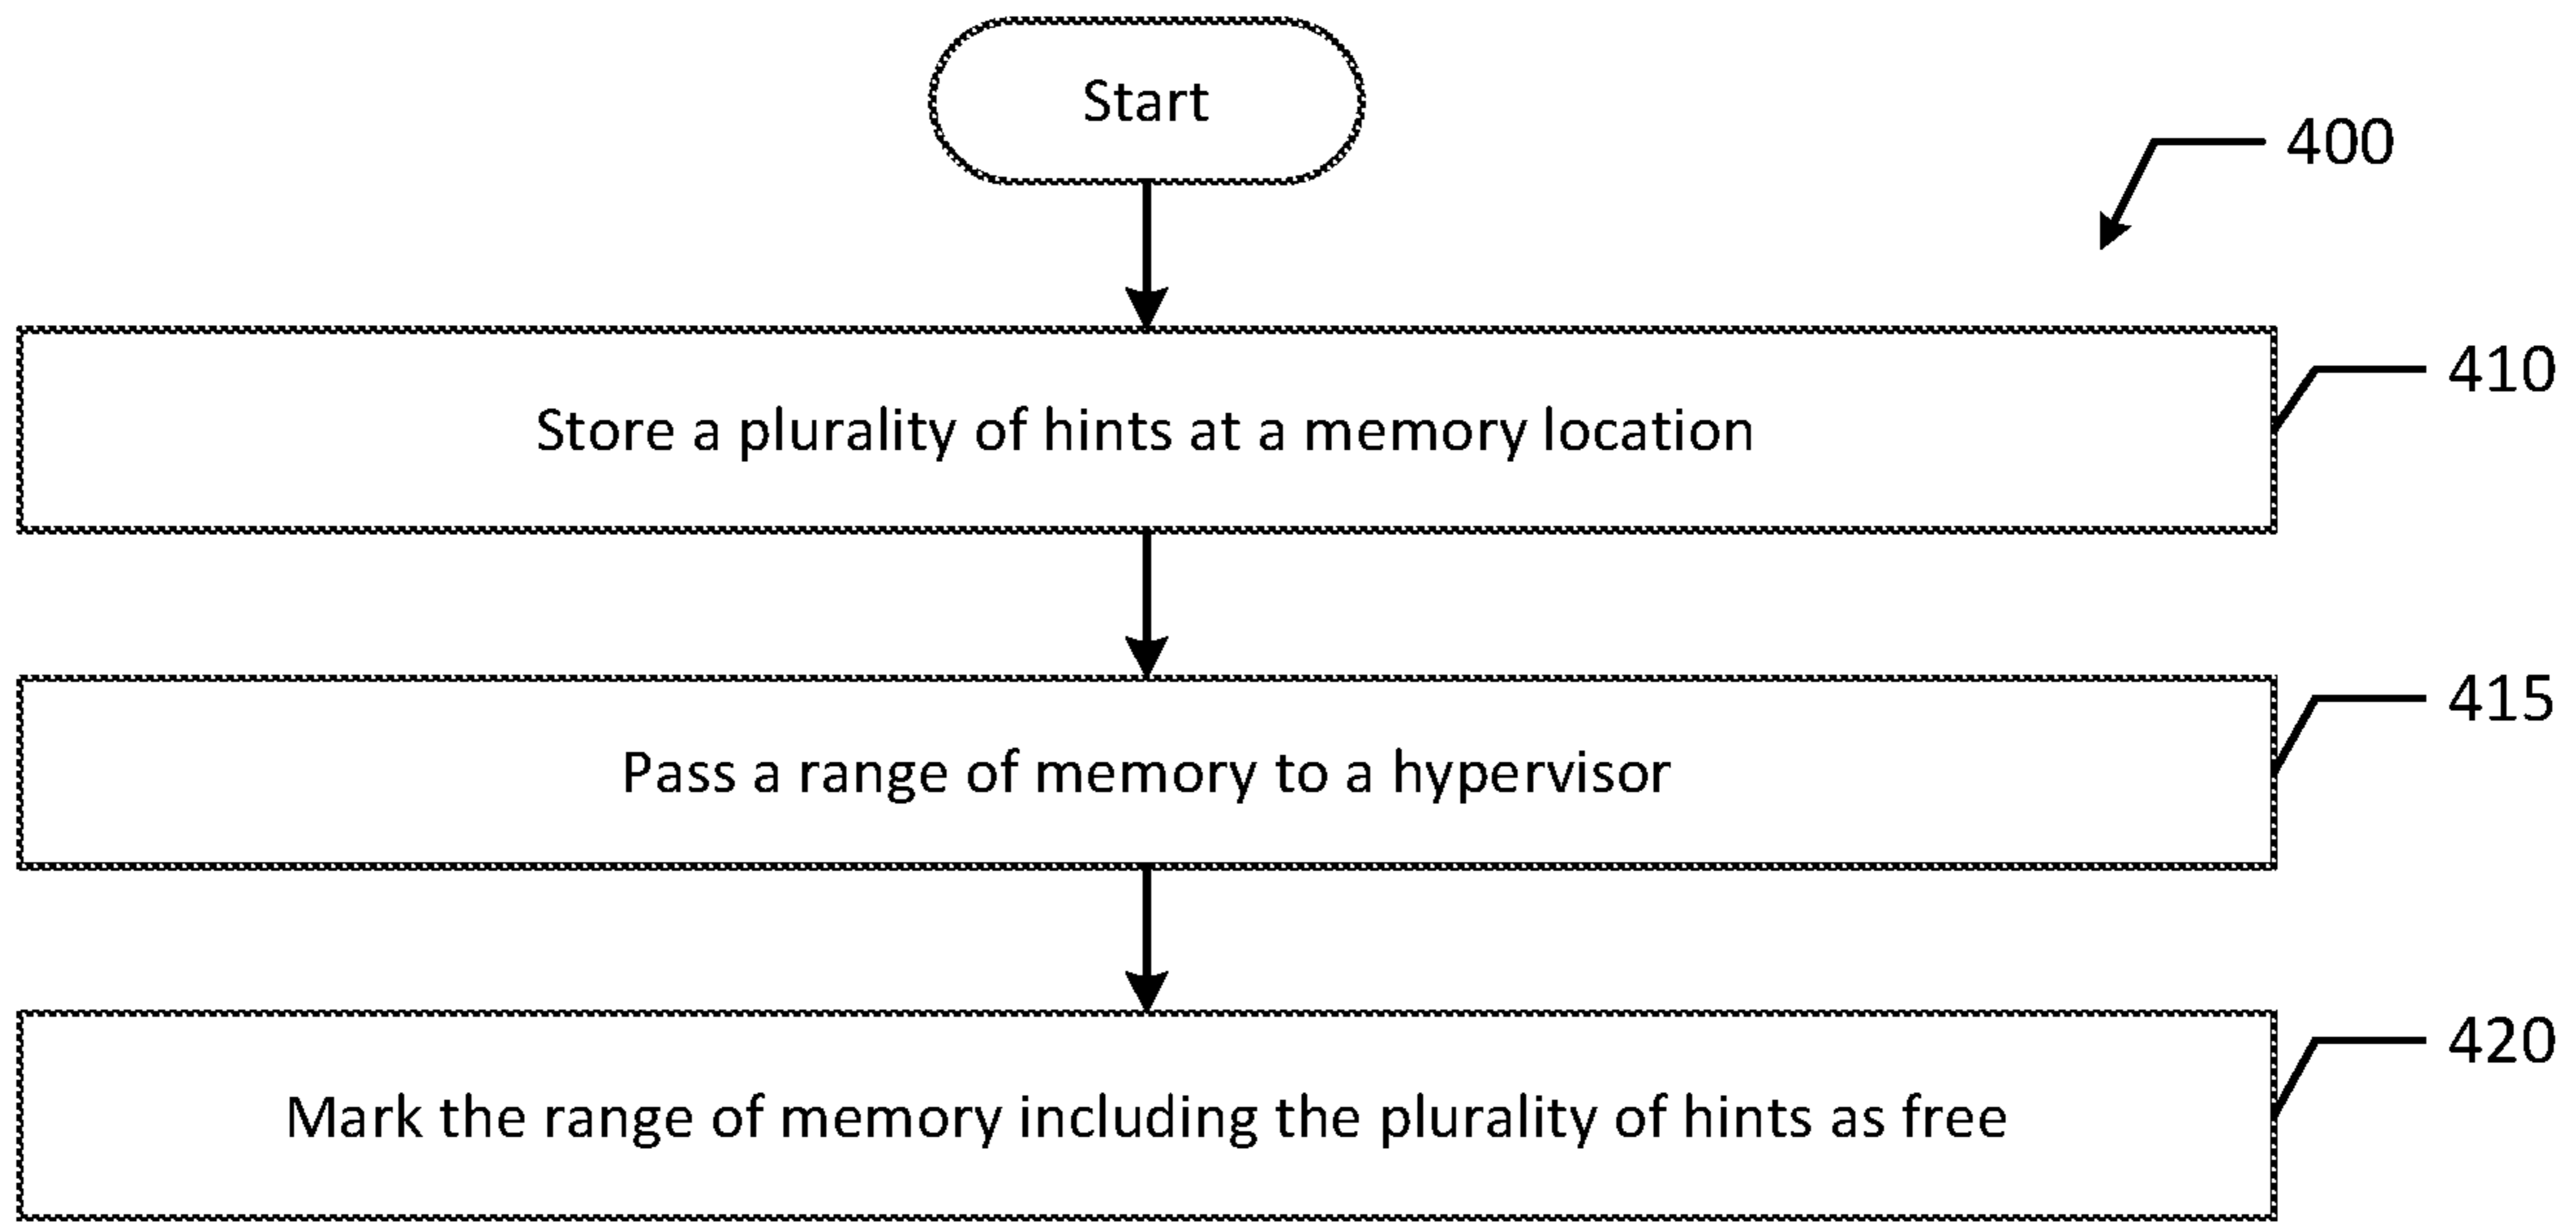 Start
400
410
Store a plurality of hints at a memory location
415
Pass a range of memory to a hypervisor
420
Mark the range of memory including the plurality of hints as free